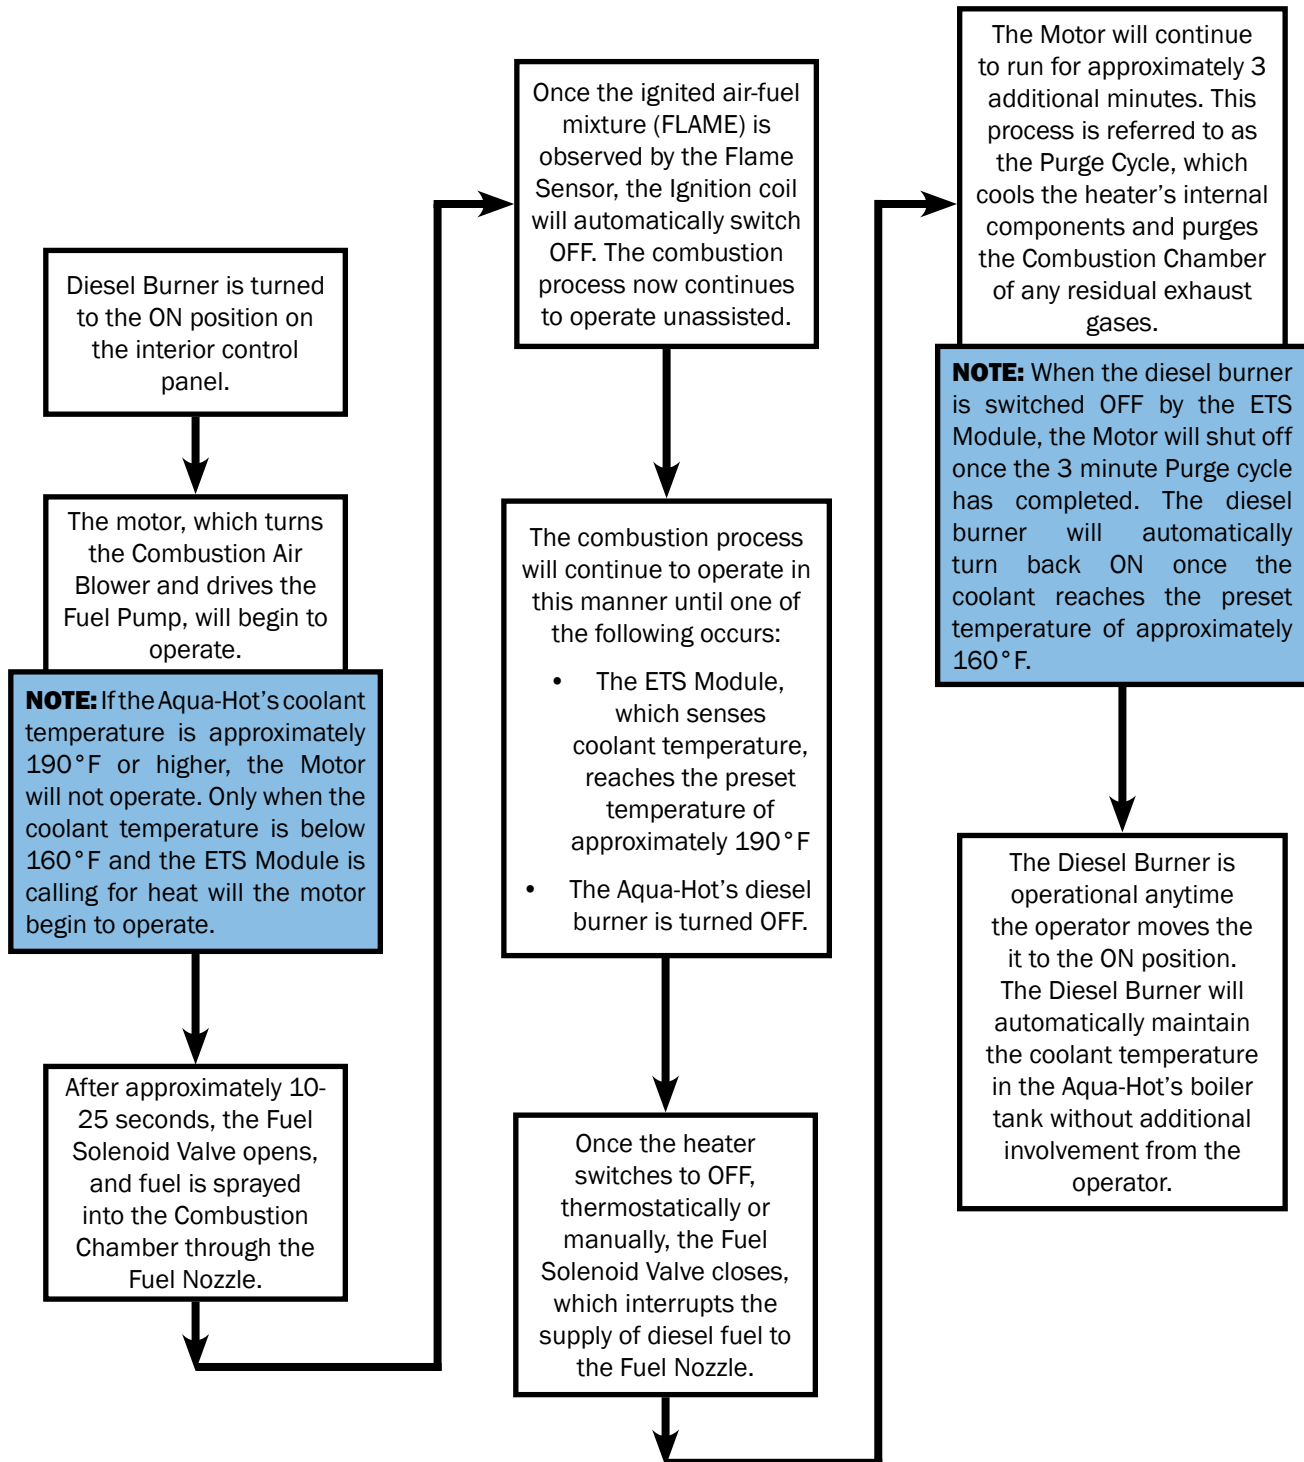 Diesel Burner is turned
to the ON position on
the interior control
panel.
The motor, which turns
the Combustion Air
Blower and drives the
Fuel Pump, will begin to
operate.
NOTE: If the Aqua-Hot's coolant
temperature is approximately
190°F or higher, the Motor
will not operate. Only when the
coolant temperature is below
160°F and the ETS Module is
calling for heat will the motor
begin to operate.
After approximately 10-
25 seconds, the Fuel
Solenoid Valve opens,
and fuel is sprayed
into the Combustion
Chamber through the
Fuel Nozzle.
Once the ignited air-fuel
mixture (FLAME) is
observed by the Flame
Sensor, the Ignition coil
will automatically switch
OFF. The combustion
process now continues
to operate unassisted.
The combustion process
will continue to operate in
this manner until one of
the following occurs:
• The ETS Module,
which senses
coolant temperature,
reaches the preset
temperature of
approximately 190°F
• The Aqua-Hot's diesel
burner is turned OFF.
Once the heater
switches to OFF,
thermostatically or
manually, the Fuel
Solenoid Valve closes,
which interrupts the
supply of diesel fuel to
the Fuel Nozzle.
The Motor will continue
to run for approximately 3
additional minutes. This
process is referred to as
the Purge Cycle, which
cools the heater's internal
components and purges
the Combustion Chamber
of any residual exhaust
gases.
NOTE: When the diesel burner
is switched OFF by the ETS
Module, the Motor will shut off
once the 3 minute Purge cycle
has completed. The diesel
burner will automatically
turn back ON once the
coolant reaches the preset
temperature of approximately
160°F.
The Diesel Burner is
operational anytime
the operator moves the
it to the ON position.
The Diesel Burner will
automatically maintain
the coolant temperature
in the Aqua-Hot's boiler
tank without additional
involvement from the
operator.